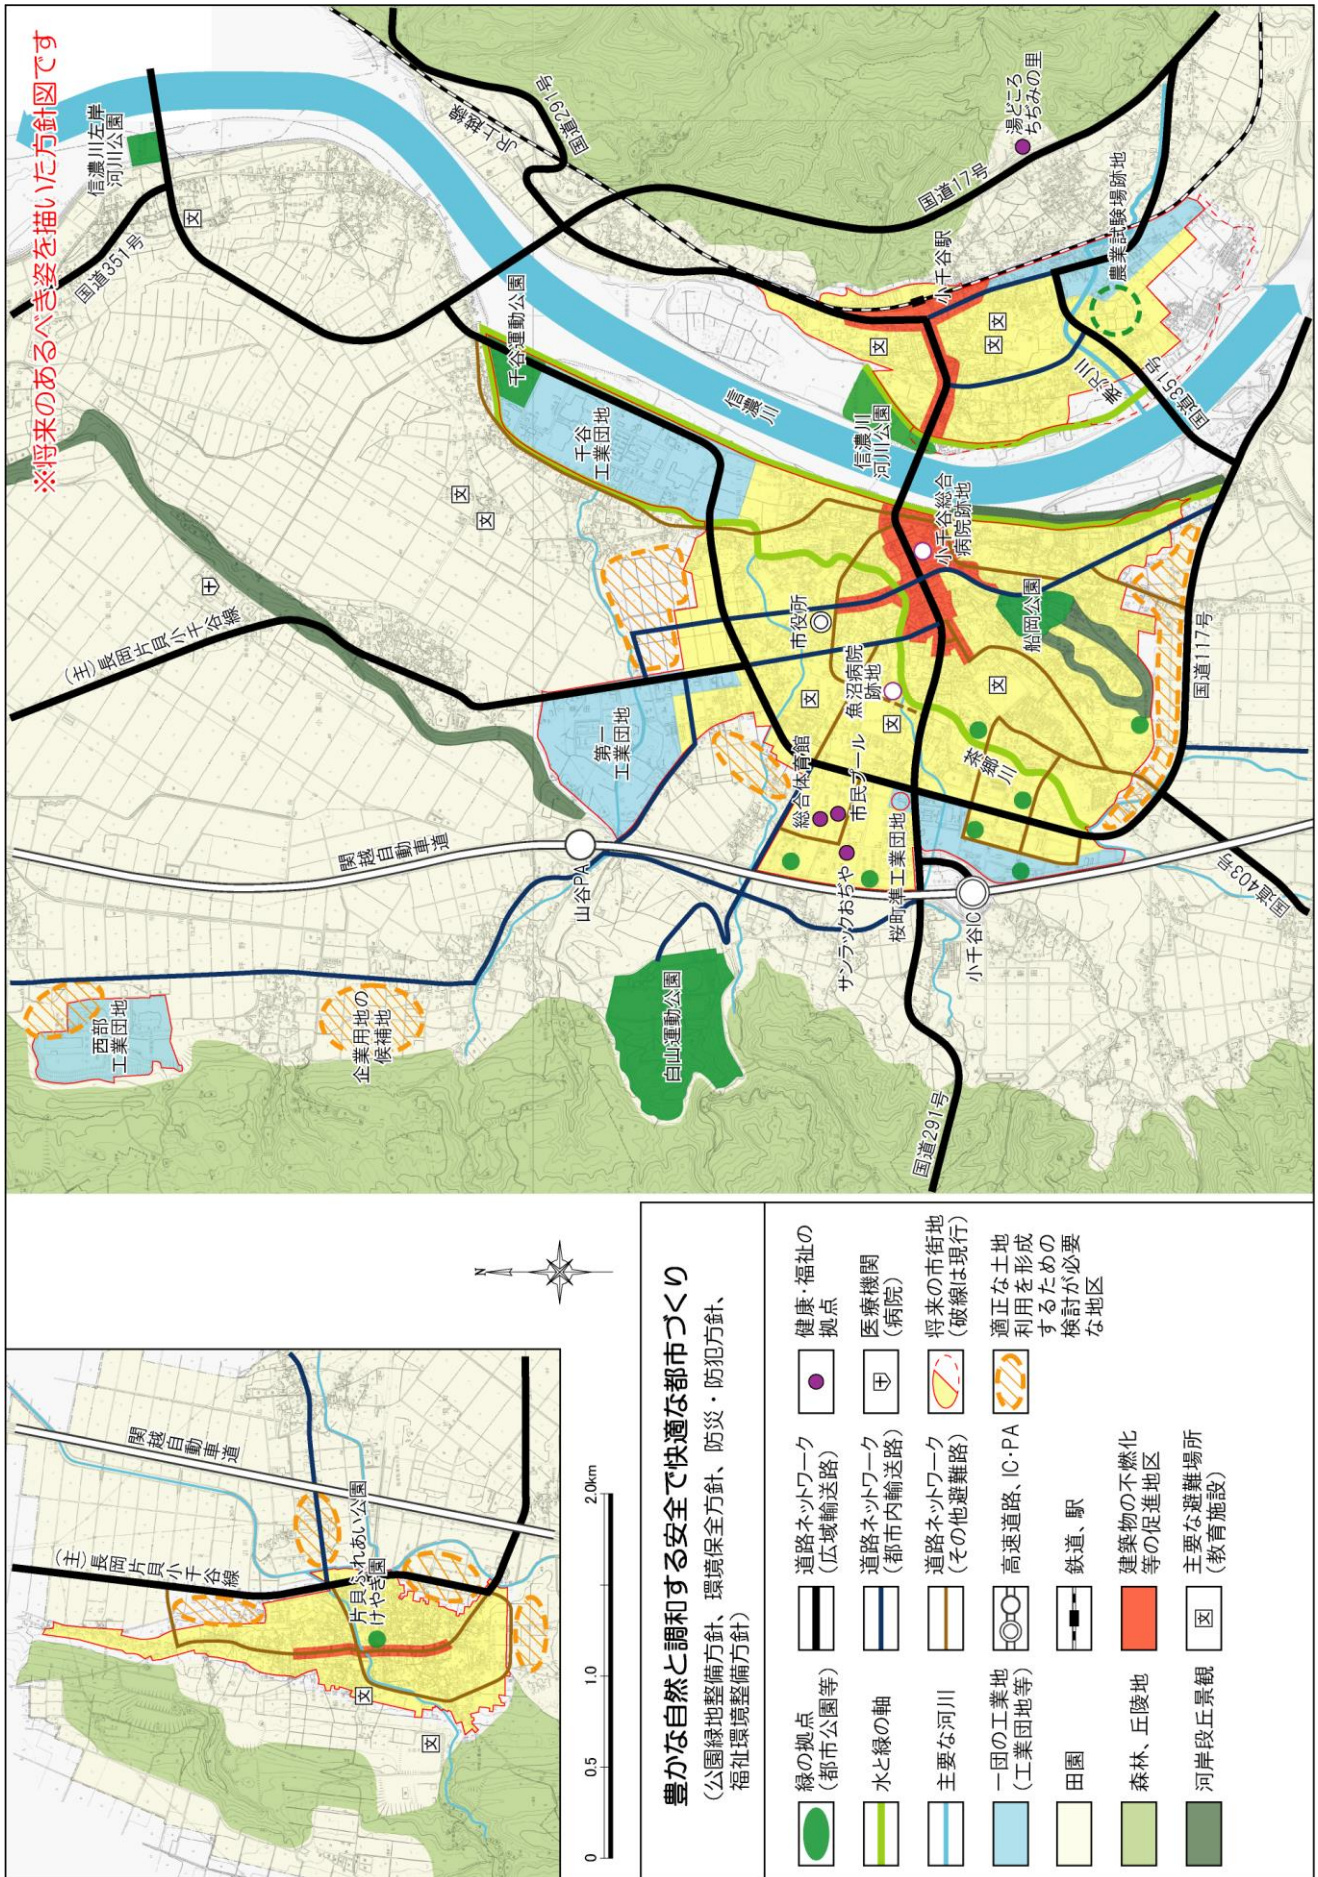 ※将来のあるべき姿を描いた方針図です
信濃川左岸
河川公園
国道351号
国道291号
JR上越線
国道17号
湯どころ
ちぢみの里
千谷運動公園
信濃川
小千谷駅
農業試験場跡地
千谷
工業団地
信濃川
河川公園
茶沢川
国道351号
(主)長岡片貝小千谷線
小千谷総合
病院跡地
市役所
船岡公園
国道117号
第一
工業団地
魚沼病院
跡地
総合体育館
市民プール
茶郷川
関越自動車道
山谷PA
サンラックおぢや
桜町準工業団地
小千谷IC
国道403号
西部
工業団地
企業用地の
候補地
白山運動公園
国道291号
関越自動車道
(主)長岡片貝小千谷線
片貝ふれあい公園
けやき園
N
0
0.5
1.0
2.0km
豊かな自然と調和する安全で快適な都市づくり
(公園緑地整備方針、環境保全方針、防災・防犯方針、
福祉環境整備方針)
緑の拠点
(都市公園等)
水と緑の軸
主要な河川
一団の工業地
(工業団地等)
田園
森林、丘陵地
河岸段丘景観
道路ネットワーク
(広域輸送路)
道路ネットワーク
(都市内輸送路)
道路ネットワーク
(その他避難路)
高速道路、IC・PA
鉄道、駅
建築物の不燃化
等の促進地区
文
主要な避難場所
(教育施設)
健康・福祉の
拠点
医療機関
(病院)
将来の市街地
(破線は現行)
適正な土地
利用を形成
するための
検討が必要
な地区